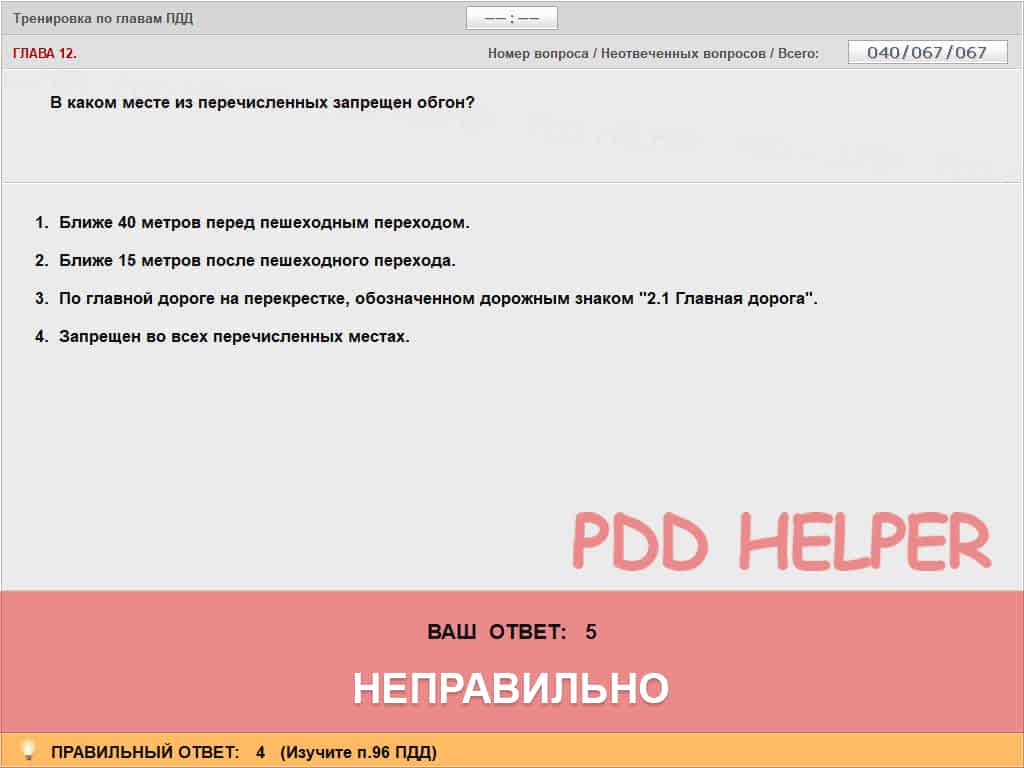 Тренировка по главам ПДД
—— : ——
ГЛАВА 12.
Номер вопроса / Неотвеченных вопросов / Всего:
040/067/067
В каком месте из перечисленных запрещен обгон?
1. Ближе 40 метров перед пешеходным переходом.
2. Ближе 15 метров после пешеходного перехода.
3. По главной дороге на перекрестке, обозначенном дорожным знаком "2.1 Главная дорога".
4. Запрещен во всех перечисленных местах.
PDD HELPER
ВАШ ОТВЕТ: 5
НЕПРАВИЛЬНО
ПРАВИЛЬНЫЙ ОТВЕТ: 4 (Изучите п.96 ПДД)